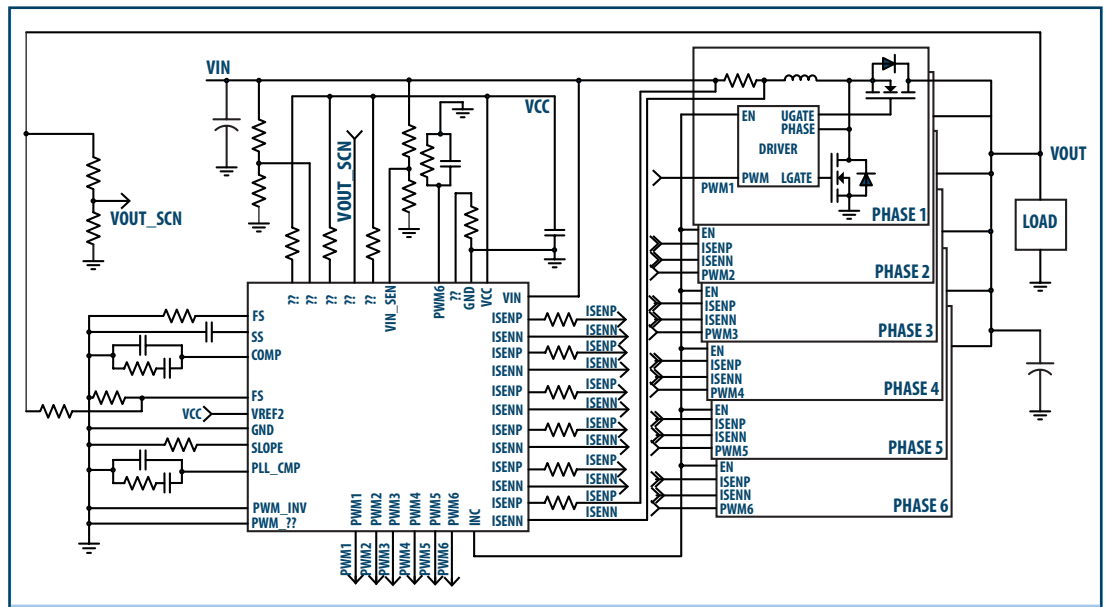 VIN
VCC
VOUT_SCN
VOUT_SCN
??
??
??
??
??
VIN_SEN
PWM6
??
GND
VCC
FS
SS
COMP
FS
VCC
VREF2
GND
SLOPE
PLL_CMP
PWM_INV
PWM_??
VIN
ISENP
ISENN
ISENP
ISENN
ISENP
ISENN
ISENP
ISENN
ISENP
ISENN
ISENP
ISENN
ISENP
ISENN
ISENP
ISENN
ISENP
ISENN
ISENP
ISENN
ISENP
ISENN
ISENP
ISENN
PWM1
PWM2
PWM3
PWM4
PWM5
PWM6
INC
PWM1
PWM2
PWM3
PWM4
PWM5
PWM6
EN
UGATE
PHASE
DRIVER
PWM
LGATE
PWM1
PHASE 1
EN
ISENP
ISENN
PWM2
PHASE 2
EN
ISENP
ISENN
PWM3
PHASE 3
EN
ISENP
ISENN
PWM4
PHASE 4
EN
ISENP
ISENN
PWM5
PHASE 5
EN
ISENP
ISENN
PWM6
PHASE 6
VOUT
LOAD